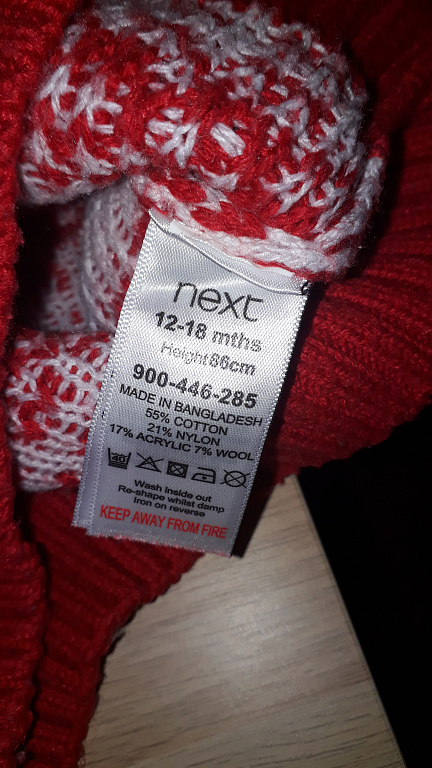 next
12-18 mths
Height 86cm
900-446-285
MADE IN BANGLADESH
55% COTTON
21% NYLON
17% ACRYLIC 7% WOOL
40
Wash inside out
Re-shape whilst damp
Iron on reverse
KEEP AWAY FROM FIRE